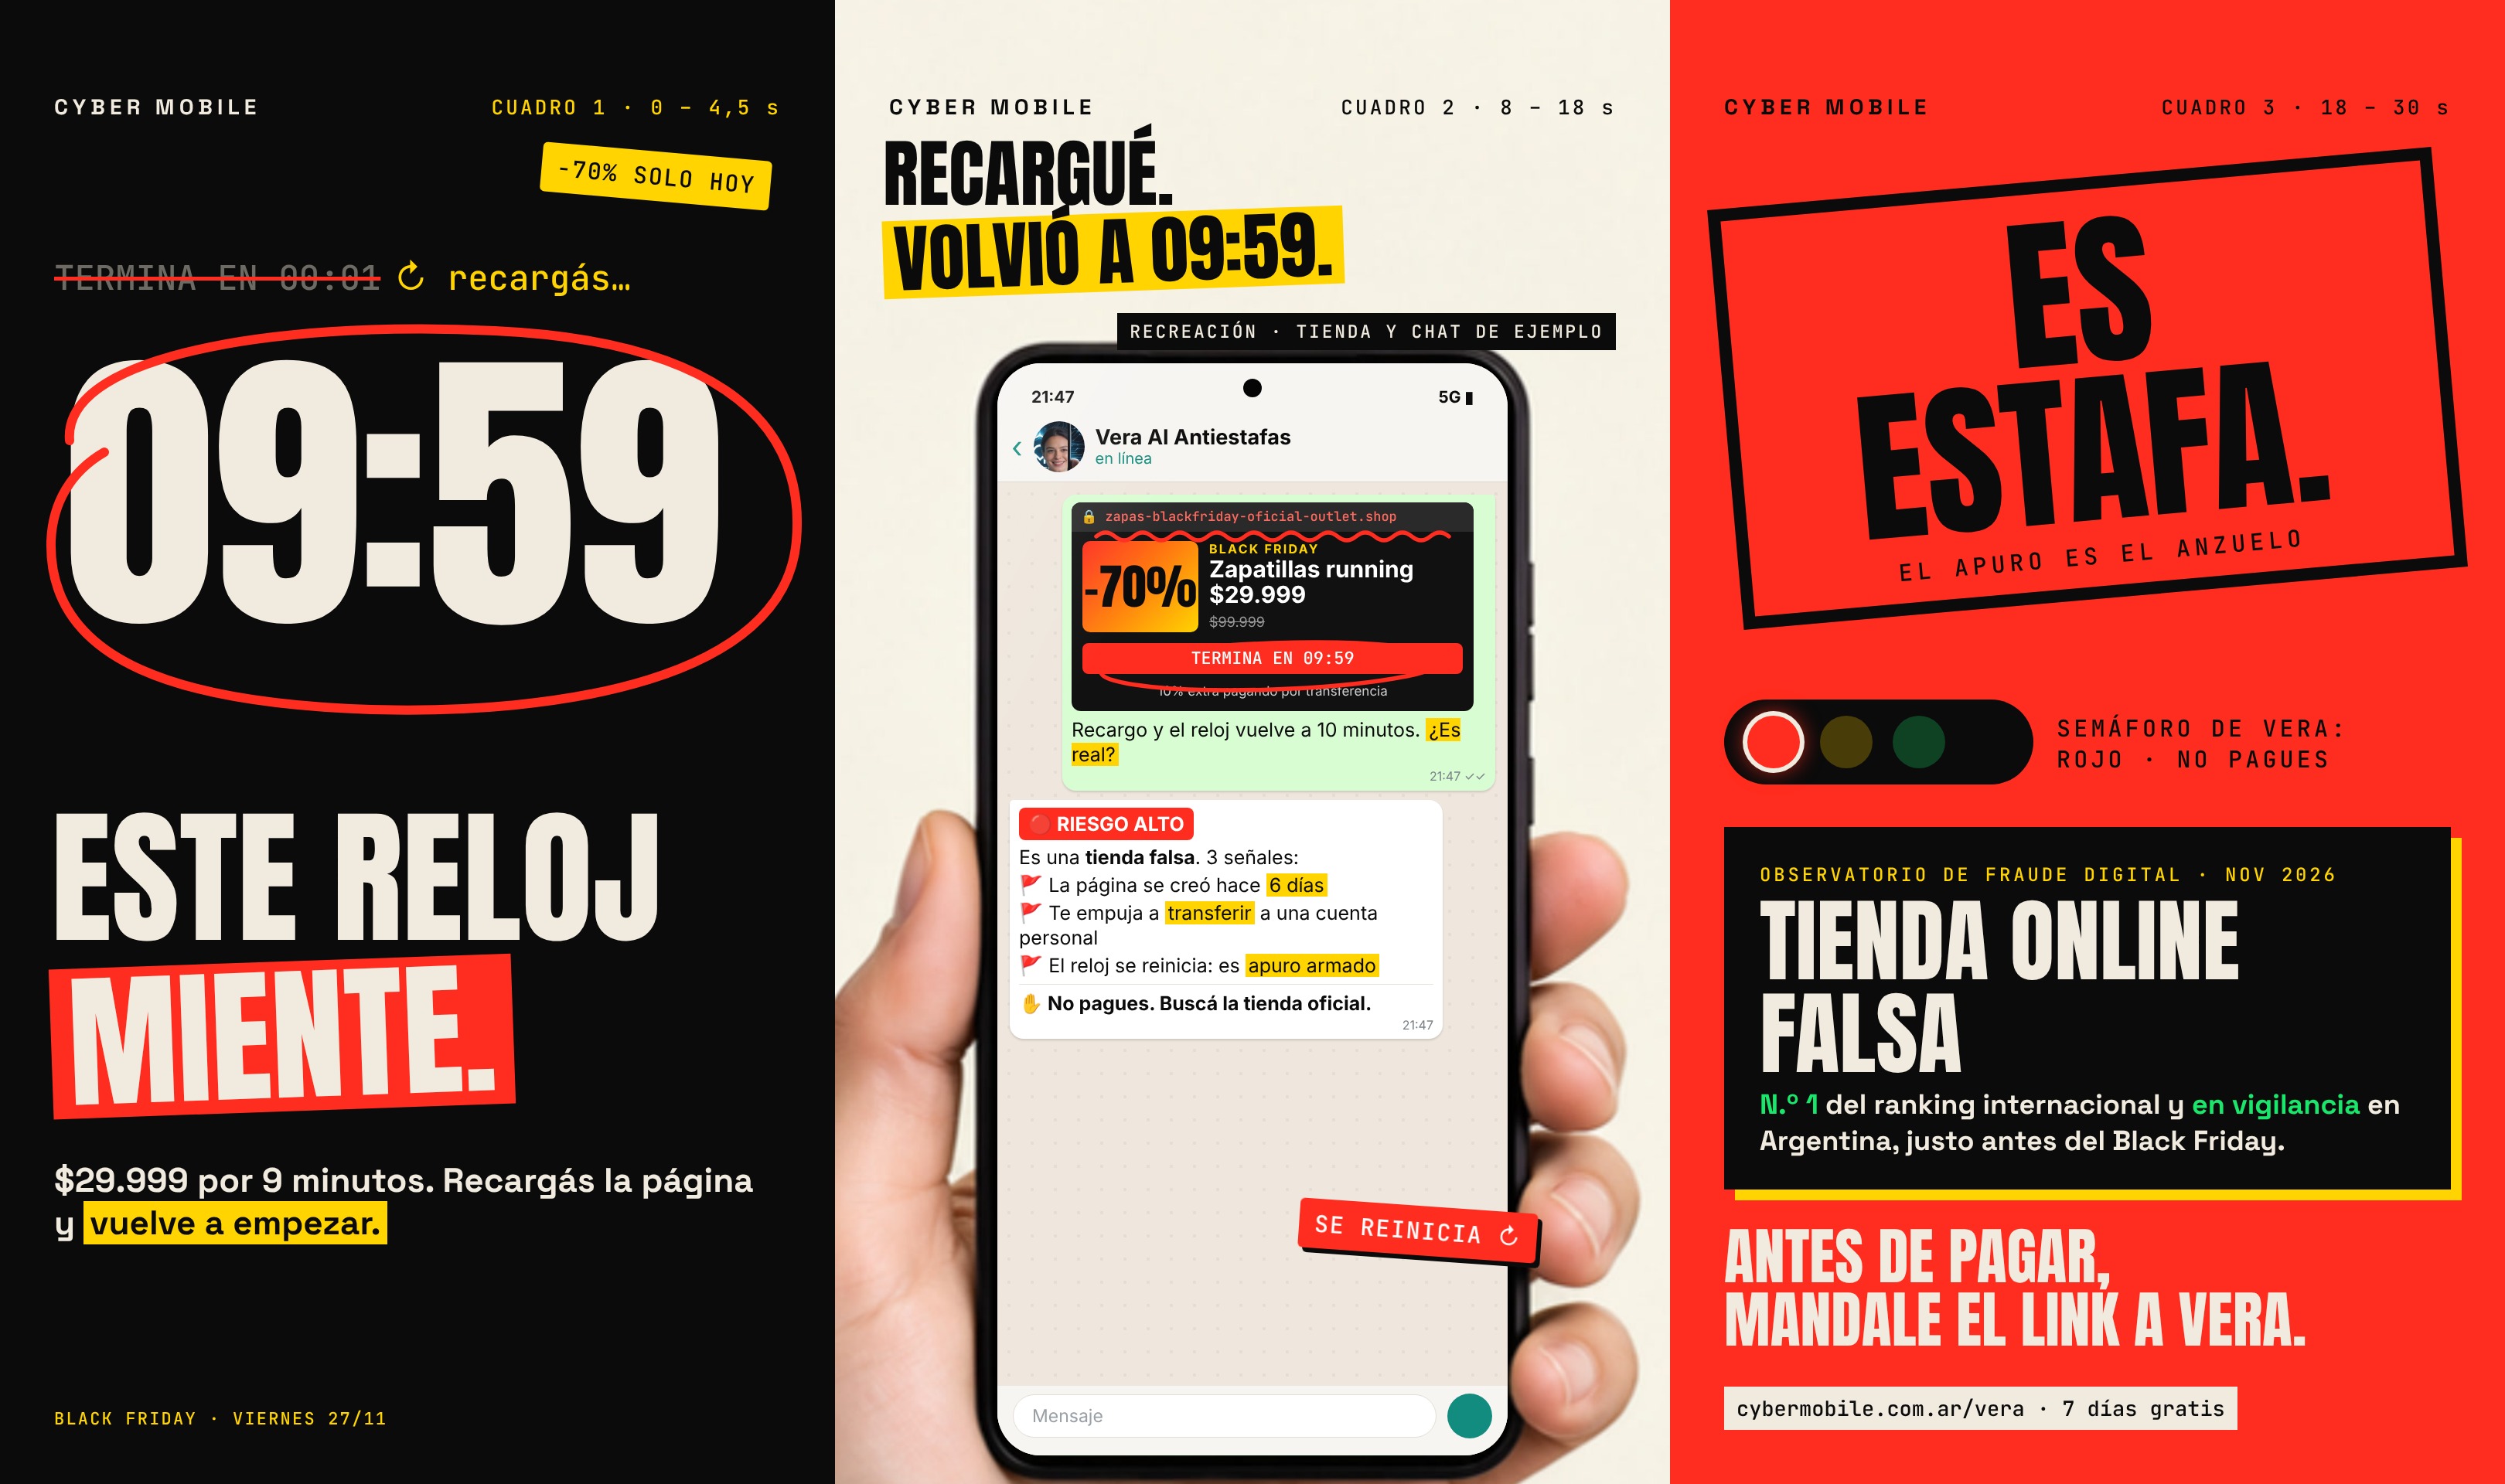 CYBER MOBILE
CUADRO 1 · 0 – 4,5 s
-70% SOLO HOY
TERMINA EN 00:01 ↻ recargás…
09:59
ESTE RELOJ
MIENTE.
$29.999 por 9 minutos. Recargás la página
y vuelve a empezar.
BLACK FRIDAY · VIERNES 27/11
CYBER MOBILE
CUADRO 2 · 8 – 18 s
RECARGUÉ.
VOLVIÓ A 09:59.
RECREACIÓN · TIENDA Y CHAT DE EJEMPLO
21:47
5G
Vera AI Antiestafas
en línea
zapas-blackfriday-oficial-outlet.shop
-70%
BLACK FRIDAY
Zapatillas running
$29.999
$99.999
TERMINA EN 09:59
10% extra pagando por transferencia
Recargo y el reloj vuelve a 10 minutos. ¿Es
real?
21:47 ✓✓
🔴 RIESGO ALTO
Es una tienda falsa. 3 señales:
🚩 La página se creó hace 6 días
🚩 Te empuja a transferir a una cuenta
personal
🚩 El reloj se reinicia: es apuro armado
✋ No pagues. Buscá la tienda oficial.
21:47
SE REINICIA ↻
Mensaje
CYBER MOBILE
CUADRO 3 · 18 – 30 s
ES
ESTAFA.
EL APURO ES EL ANZUELO
SEMÁFORO DE VERA:
ROJO · NO PAGUES
OBSERVATORIO DE FRAUDE DIGITAL · NOV 2026
TIENDA ONLINE
FALSA
N.º 1 del ranking internacional y en vigilancia en
Argentina, justo antes del Black Friday.
ANTES DE PAGAR,
MANDALE EL LINK A VERA.
cybermobile.com.ar/vera · 7 días gratis